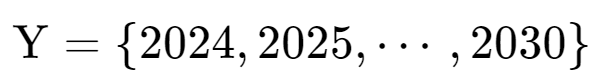 Y = {2024, 2025, ⋯ , 2030}